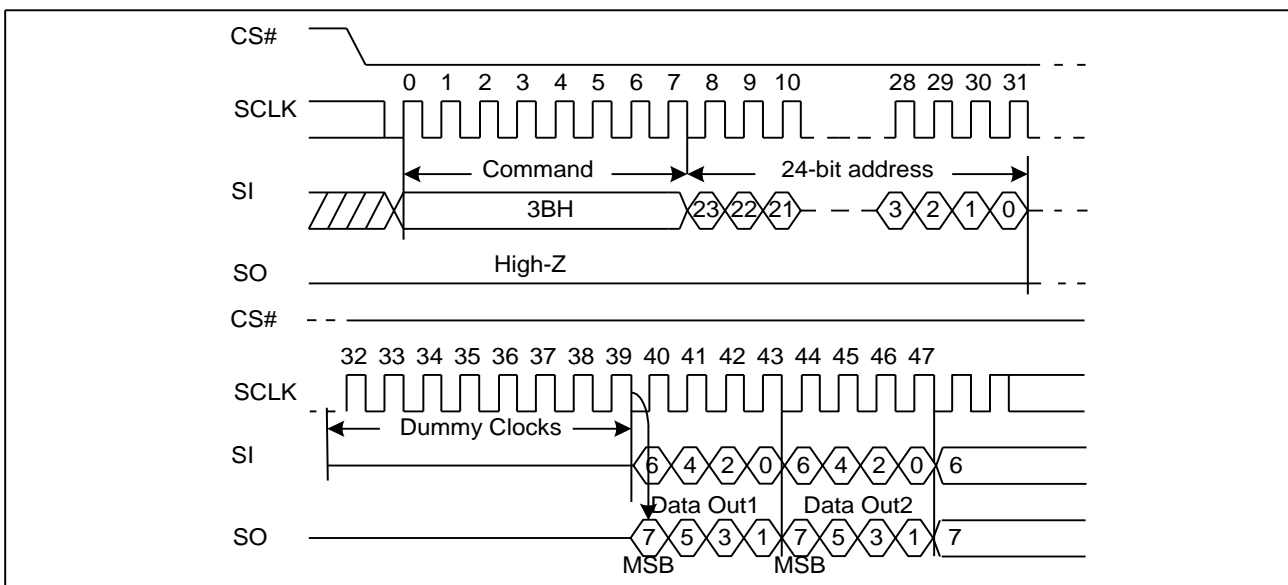 CS#
0 1 2 3 4 5 6 7 8 9 10 28 29 30 31
SCLK
Command 24-bit address
SI
3BH 23 22 21 3 2 1 0
High-Z
SO
CS#
32 33 34 35 36 37 38 39 40 41 42 43 44 45 46 47
SCLK
Dummy Clocks
SI
6 4 2 0 6 4 2 0 6
Data Out1 Data Out2
SO
7 5 3 1 7 5 3 1 7
MSB MSB